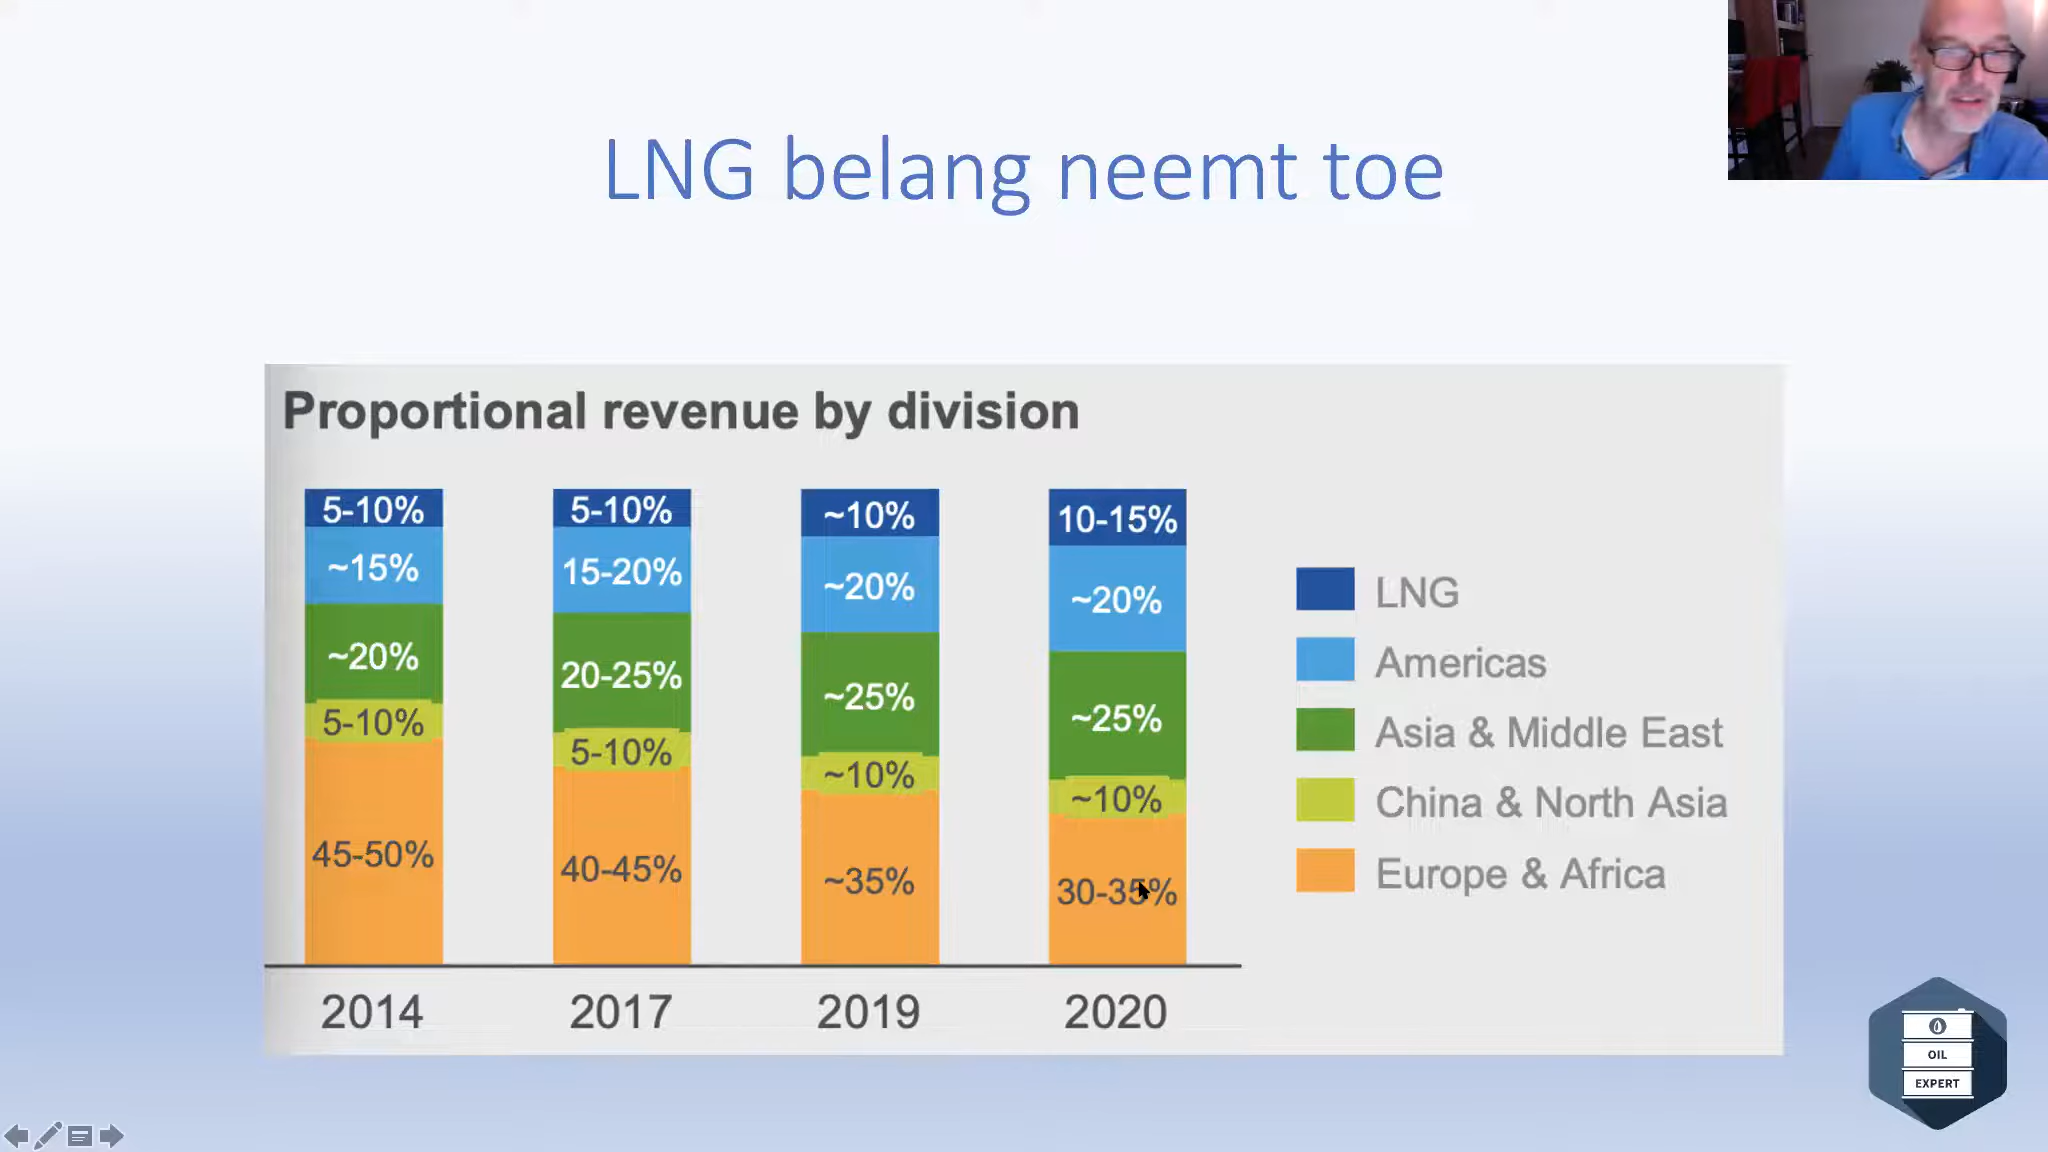 LNG belang neemt toe
Proportional revenue by division
5-10%
~15%
~20%
5-10%
45-50%
2014
5-10%
15-20%
20-25%
5-10%
40-45%
2017
~10%
~20%
~25%
~10%
~35%
2019
10-15%
~20%
~25%
~10%
30-35%
2020
LNG
Americas
Asia & Middle East
China & North Asia
Europe & Africa
OIL
EXPERT